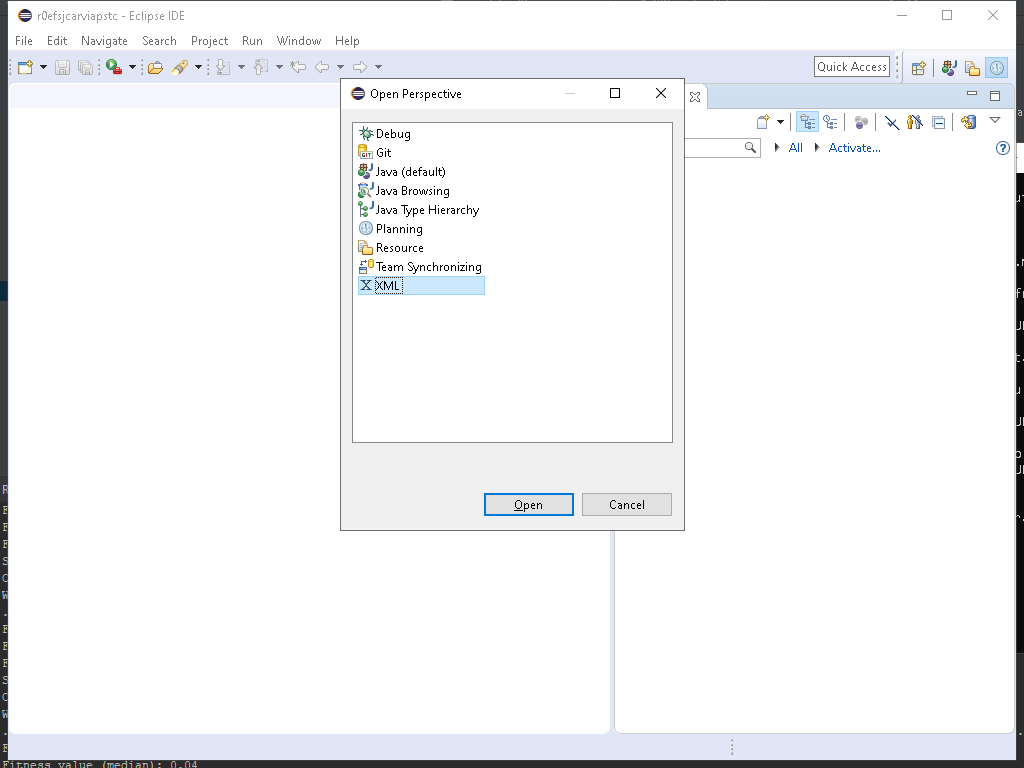 r0efsjcarviapstc - Eclipse IDE
File Edit Navigate Search Project Run Window Help
Quick Access
Open Perspective
All Activate...
Debug
Git
Java (default)
Java Browsing
Java Type Hierarchy
Planning
Resource
Team Synchronizing
XML
Open Cancel
Fitness value (median): 0.04